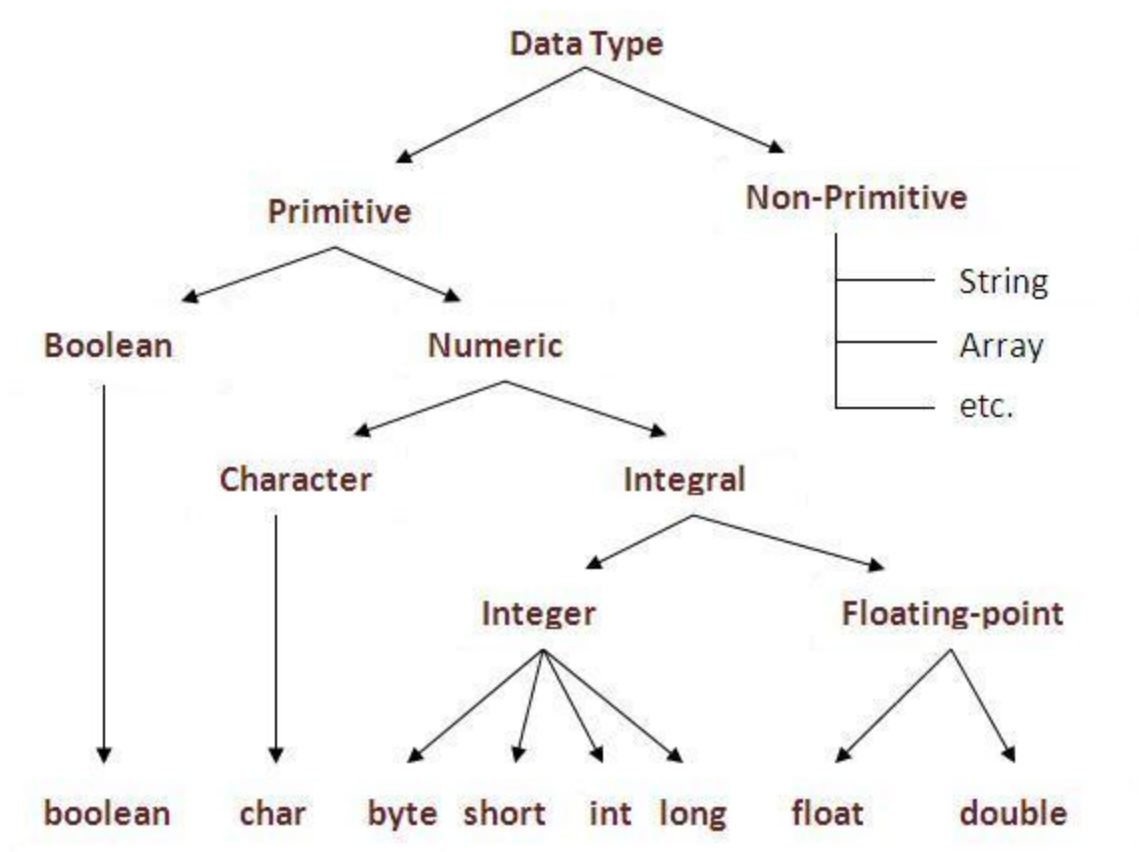 Data Type
Primitive
Non-Primitive
String
Array
etc.
Boolean
Numeric
Character
Integral
Integer
Floating-point
boolean
char
byte
short
int
long
float
double